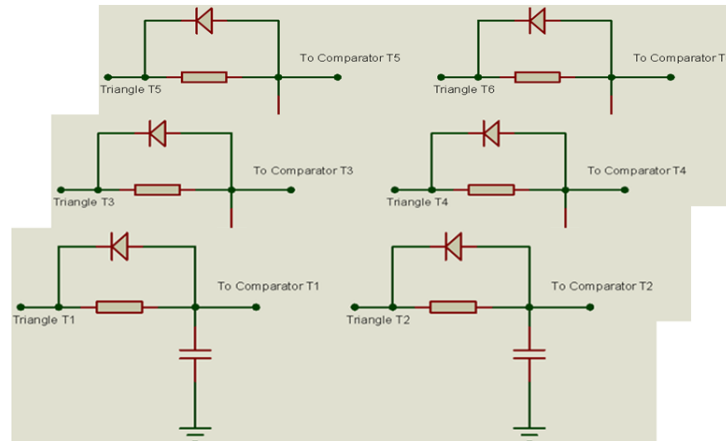 To Comparator T5
Triangle T5
To Comparator T
Triangle T6
To Comparator T3
Triangle T3
To Comparator T4
Triangle T4
To Comparator T1
Triangle T1
To Comparator T2
Triangle T2